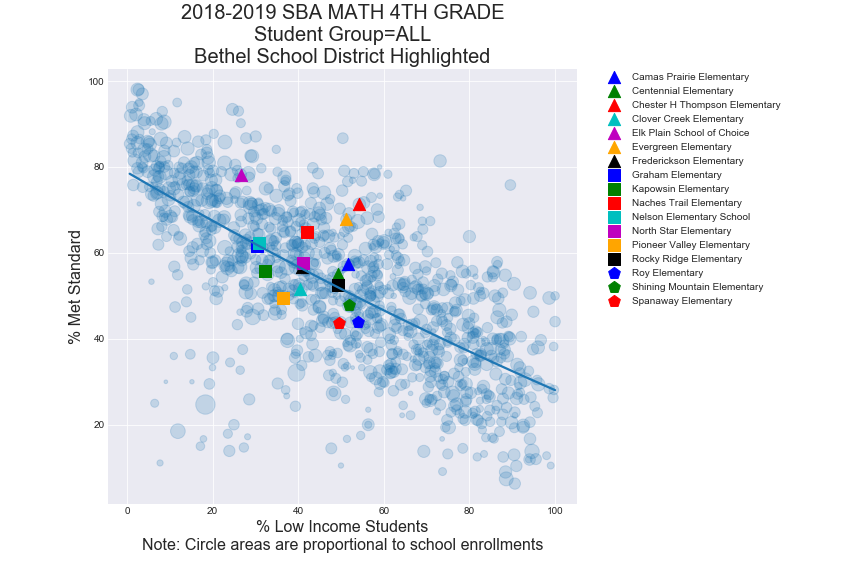 2018-2019 SBA MATH 4TH GRADE
Student Group=ALL
Bethel School District Highlighted
% Met Standard
100
80
60
40
20
0
20
40
60
80
100
% Low Income Students
Note: Circle areas are proportional to school enrollments
Camas Prairie Elementary
Centennial Elementary
Chester H Thompson Elementary
Clover Creek Elementary
Elk Plain School of Choice
Evergreen Elementary
Frederickson Elementary
Graham Elementary
Kapowsin Elementary
Naches Trail Elementary
Nelson Elementary School
North Star Elementary
Pioneer Valley Elementary
Rocky Ridge Elementary
Roy Elementary
Shining Mountain Elementary
Spanaway Elementary